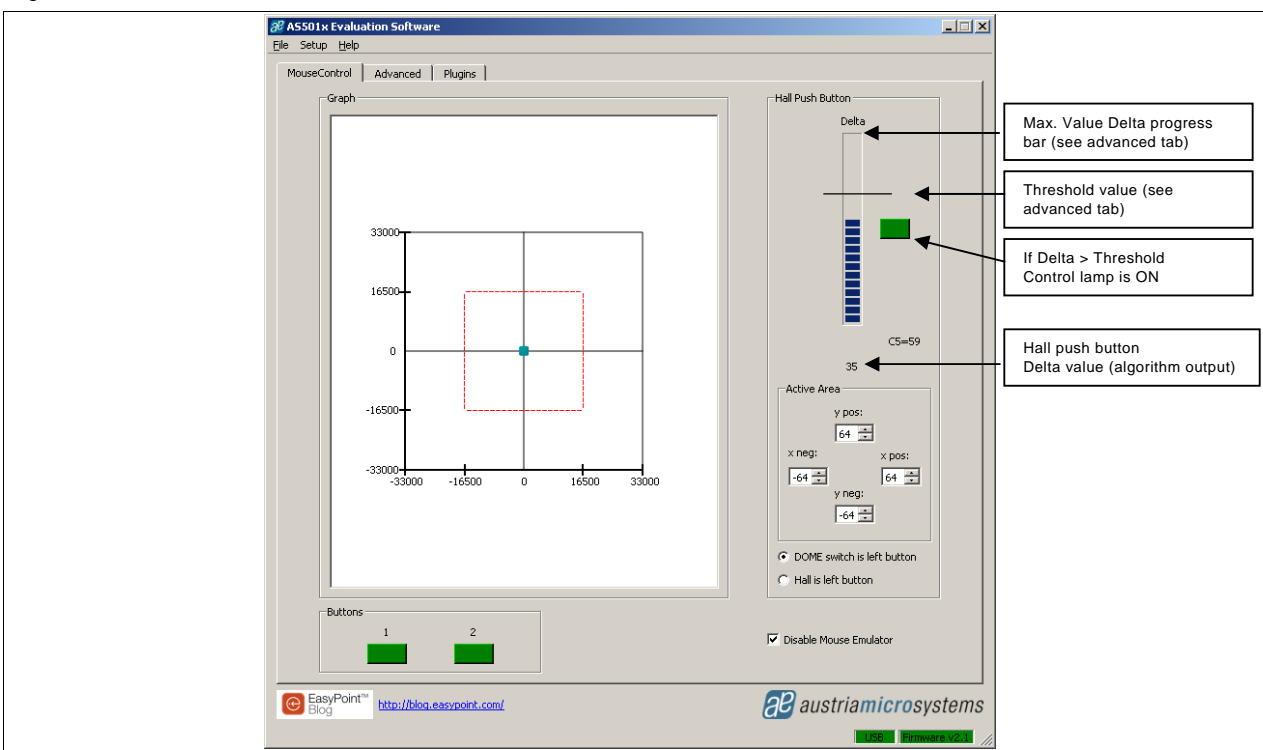 AS501x Evaluation Software
File Setup Help
MouseControl Advanced Plugins
Graph
33000
16500
0
-16500
-33000
-33000 -16500 0 16500 33000
Hall Push Button
Delta
C5=59
35
Active Area
y pos:
64
x neg: x pos:
-64 64
y neg:
-64
DOME switch is left button
Hall is left button
Buttons
1 2
Disable Mouse Emulator
EasyPoint™
Blog
http://blog.easypoint.com/
ae austriamicrosystems
USB Firmware v2.1
Max. Value Delta progress
bar (see advanced tab)
Threshold value (see
advanced tab)
If Delta > Threshold
Control lamp is ON
Hall push button
Delta value (algorithm output)